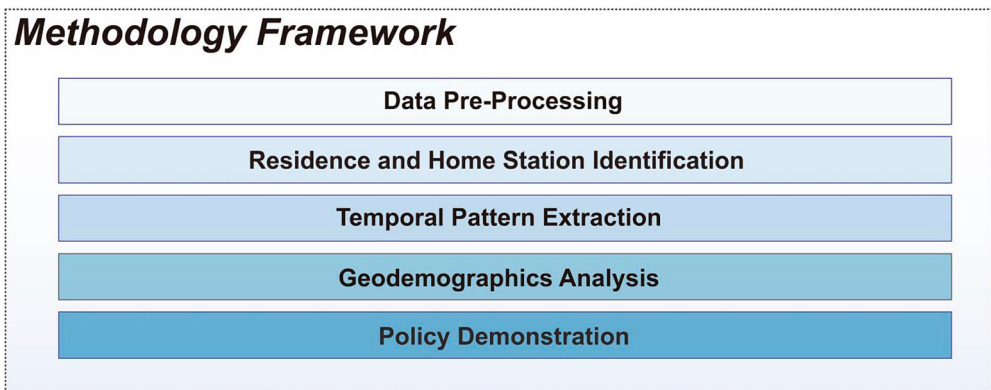 Methodology Framework
Data Pre-Processing
Residence and Home Station Identification
Temporal Pattern Extraction
Geodemographics Analysis
Policy Demonstration